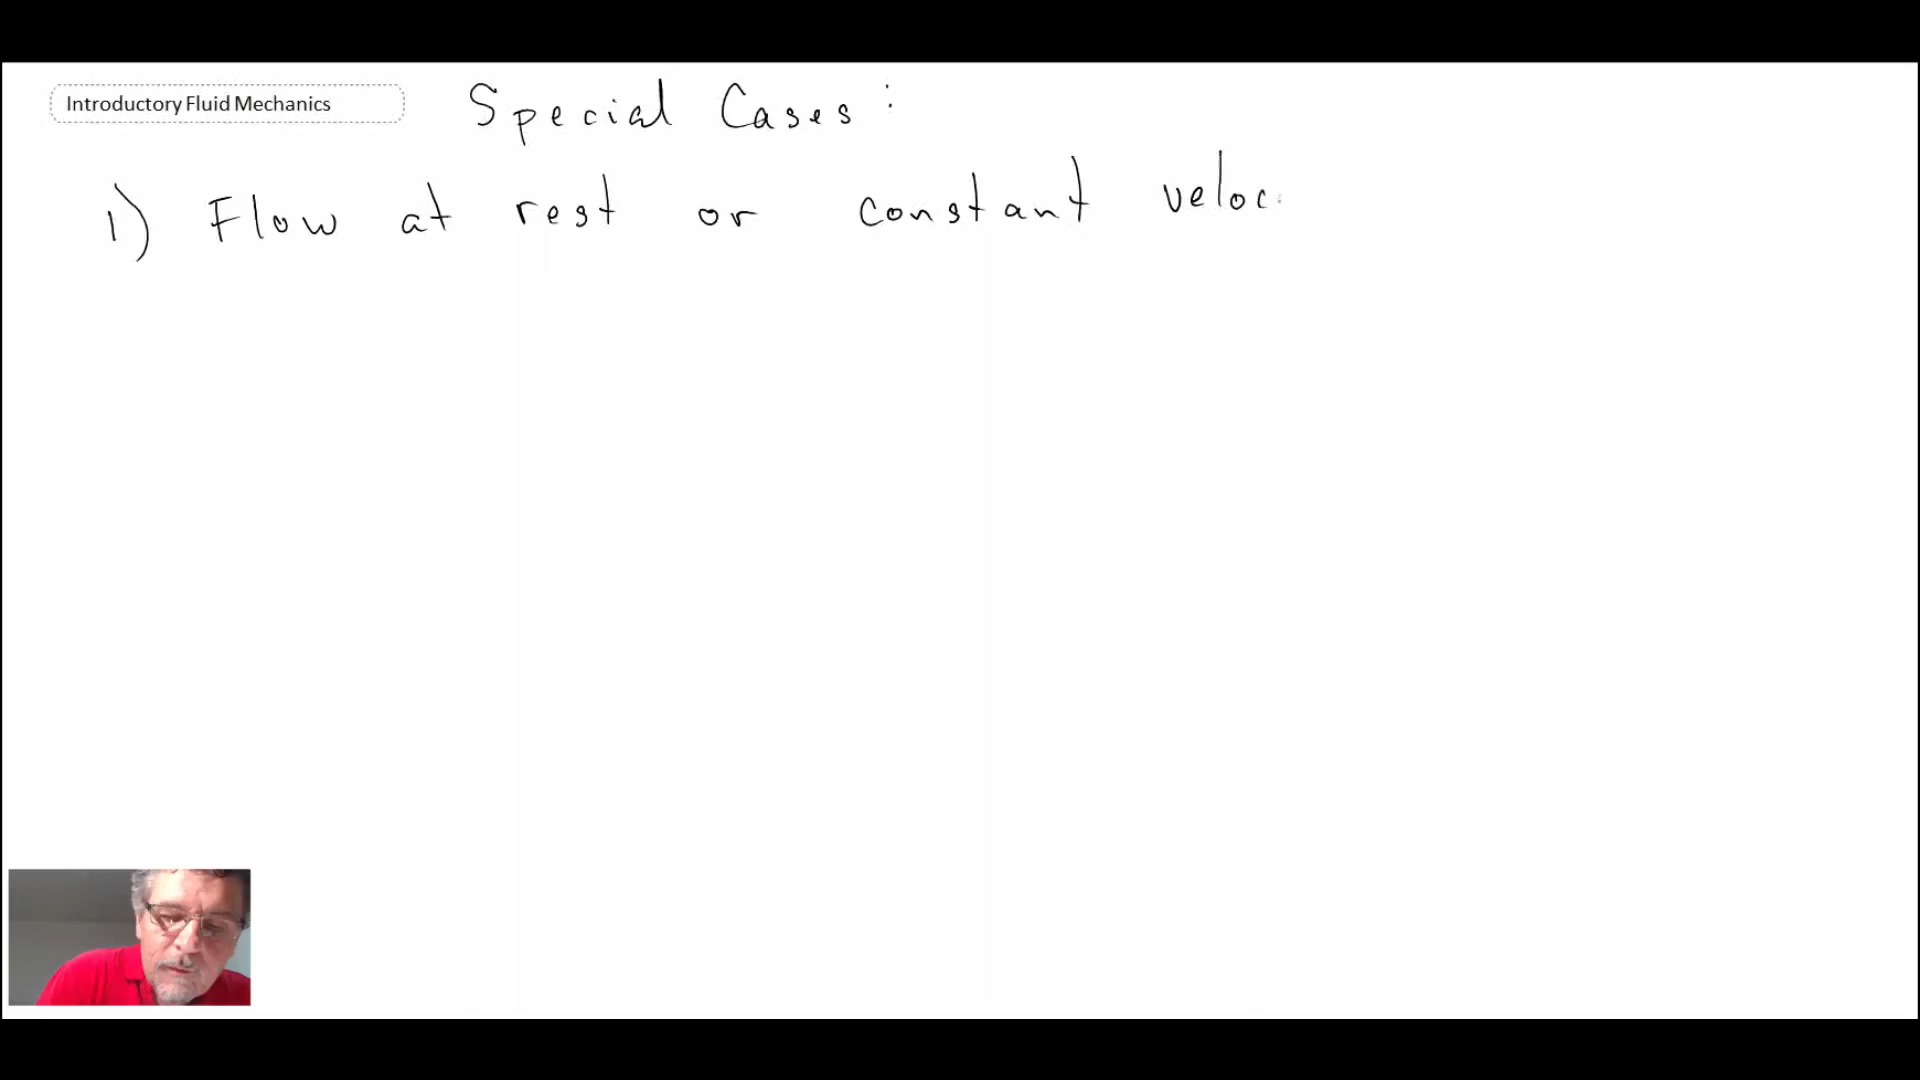 Introductory Fluid Mechanics
Special Cases:
1) Flow at rest or constant veloc